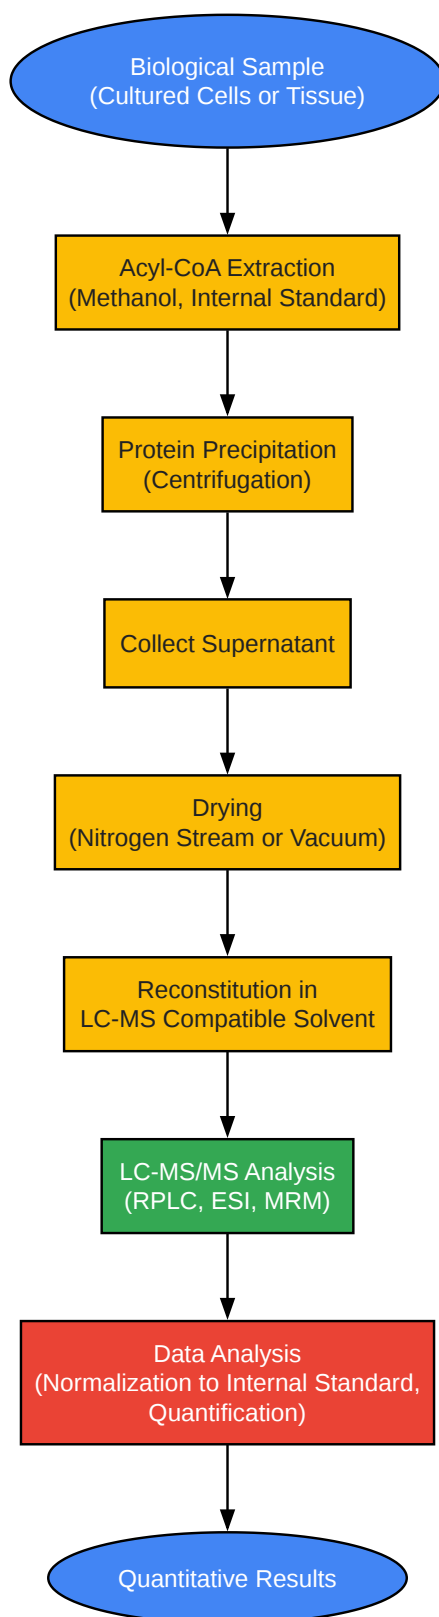 Biological Sample
(Cultured Cells or Tissue)
Acyl-CoA Extraction
(Methanol, Internal Standard)
Protein Precipitation
(Centrifugation)
Collect Supernatant
Drying
(Nitrogen Stream or Vacuum)
Reconstitution in
LC-MS Compatible Solvent
LC-MS/MS Analysis
(RPLC, ESI, MRM)
Data Analysis
(Normalization to Internal Standard,
Quantification)
Quantitative Results